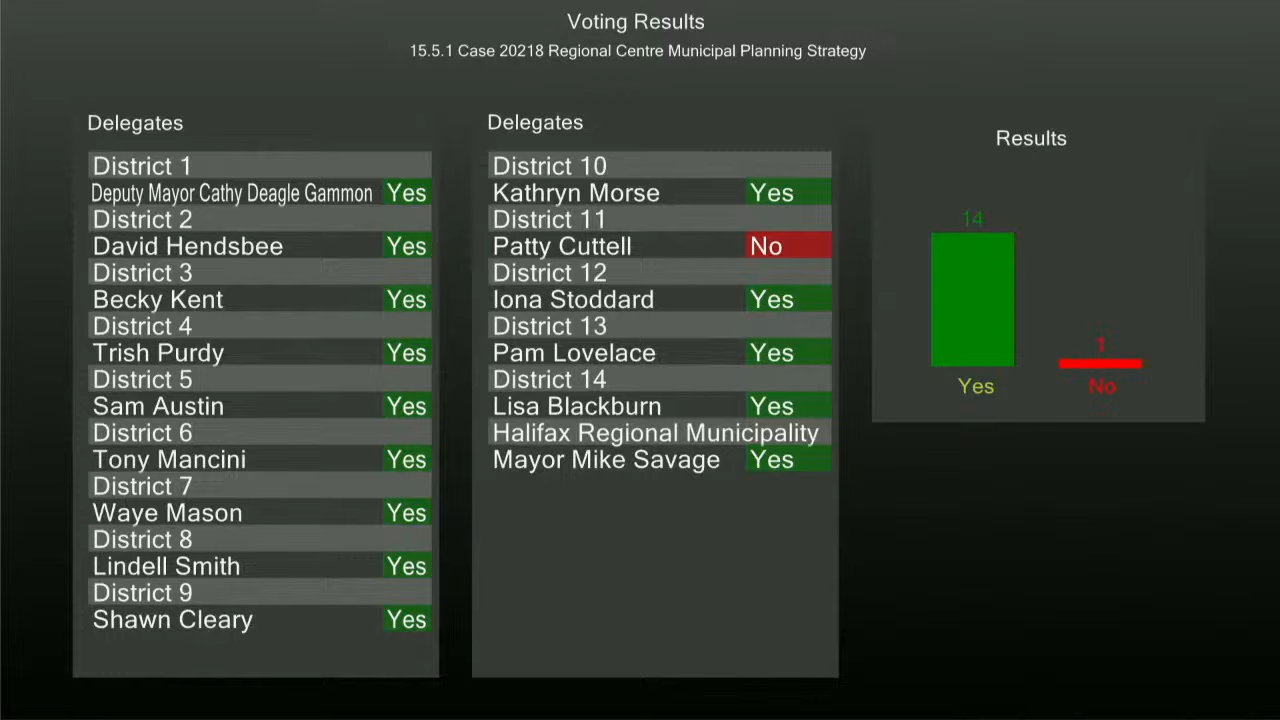 Voting Results
15.5.1 Case 20218 Regional Centre Municipal Planning Strategy
Delegates
District 1
Deputy Mayor Cathy Deagle Gammon Yes
District 2
David Hendsbee Yes
District 3
Becky Kent Yes
District 4
Trish Purdy Yes
District 5
Sam Austin Yes
District 6
Tony Mancini Yes
District 7
Waye Mason Yes
District 8
Lindell Smith Yes
District 9
Shawn Cleary Yes
Delegates
District 10
Kathryn Morse Yes
District 11
Patty Cuttell No
District 12
Iona Stoddard Yes
District 13
Pam Lovelace Yes
District 14
Lisa Blackburn Yes
Halifax Regional Municipality
Mayor Mike Savage Yes
Results
14
1
Yes No